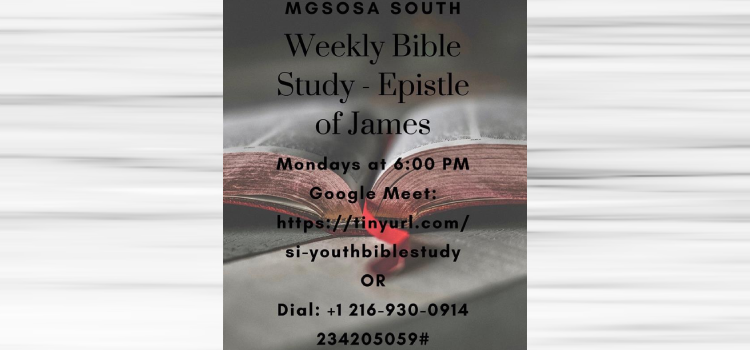 MGSOSA SOUTH
Weekly Bible
Study - Epistle
of James
Mondays at 6:00 PM
Google Meet:
https://tinyurl.com/
si-youthbiblestudy
OR
Dial: +1 216-930-0914
234205059#